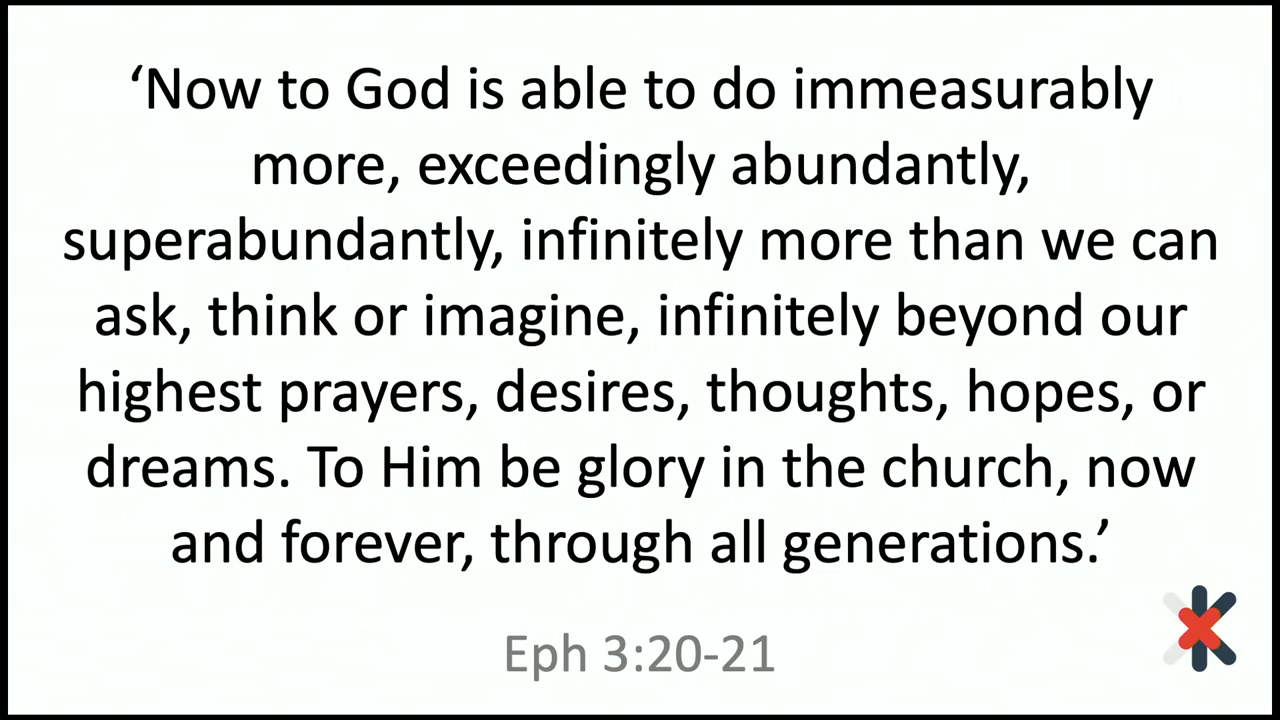 ‘Now to God is able to do immeasurably
more, exceedingly abundantly,
superabundantly, infinitely more than we can
ask, think or imagine, infinitely beyond our
highest prayers, desires, thoughts, hopes, or
dreams. To Him be glory in the church, now
and forever, through all generations.’
Eph 3:20-21